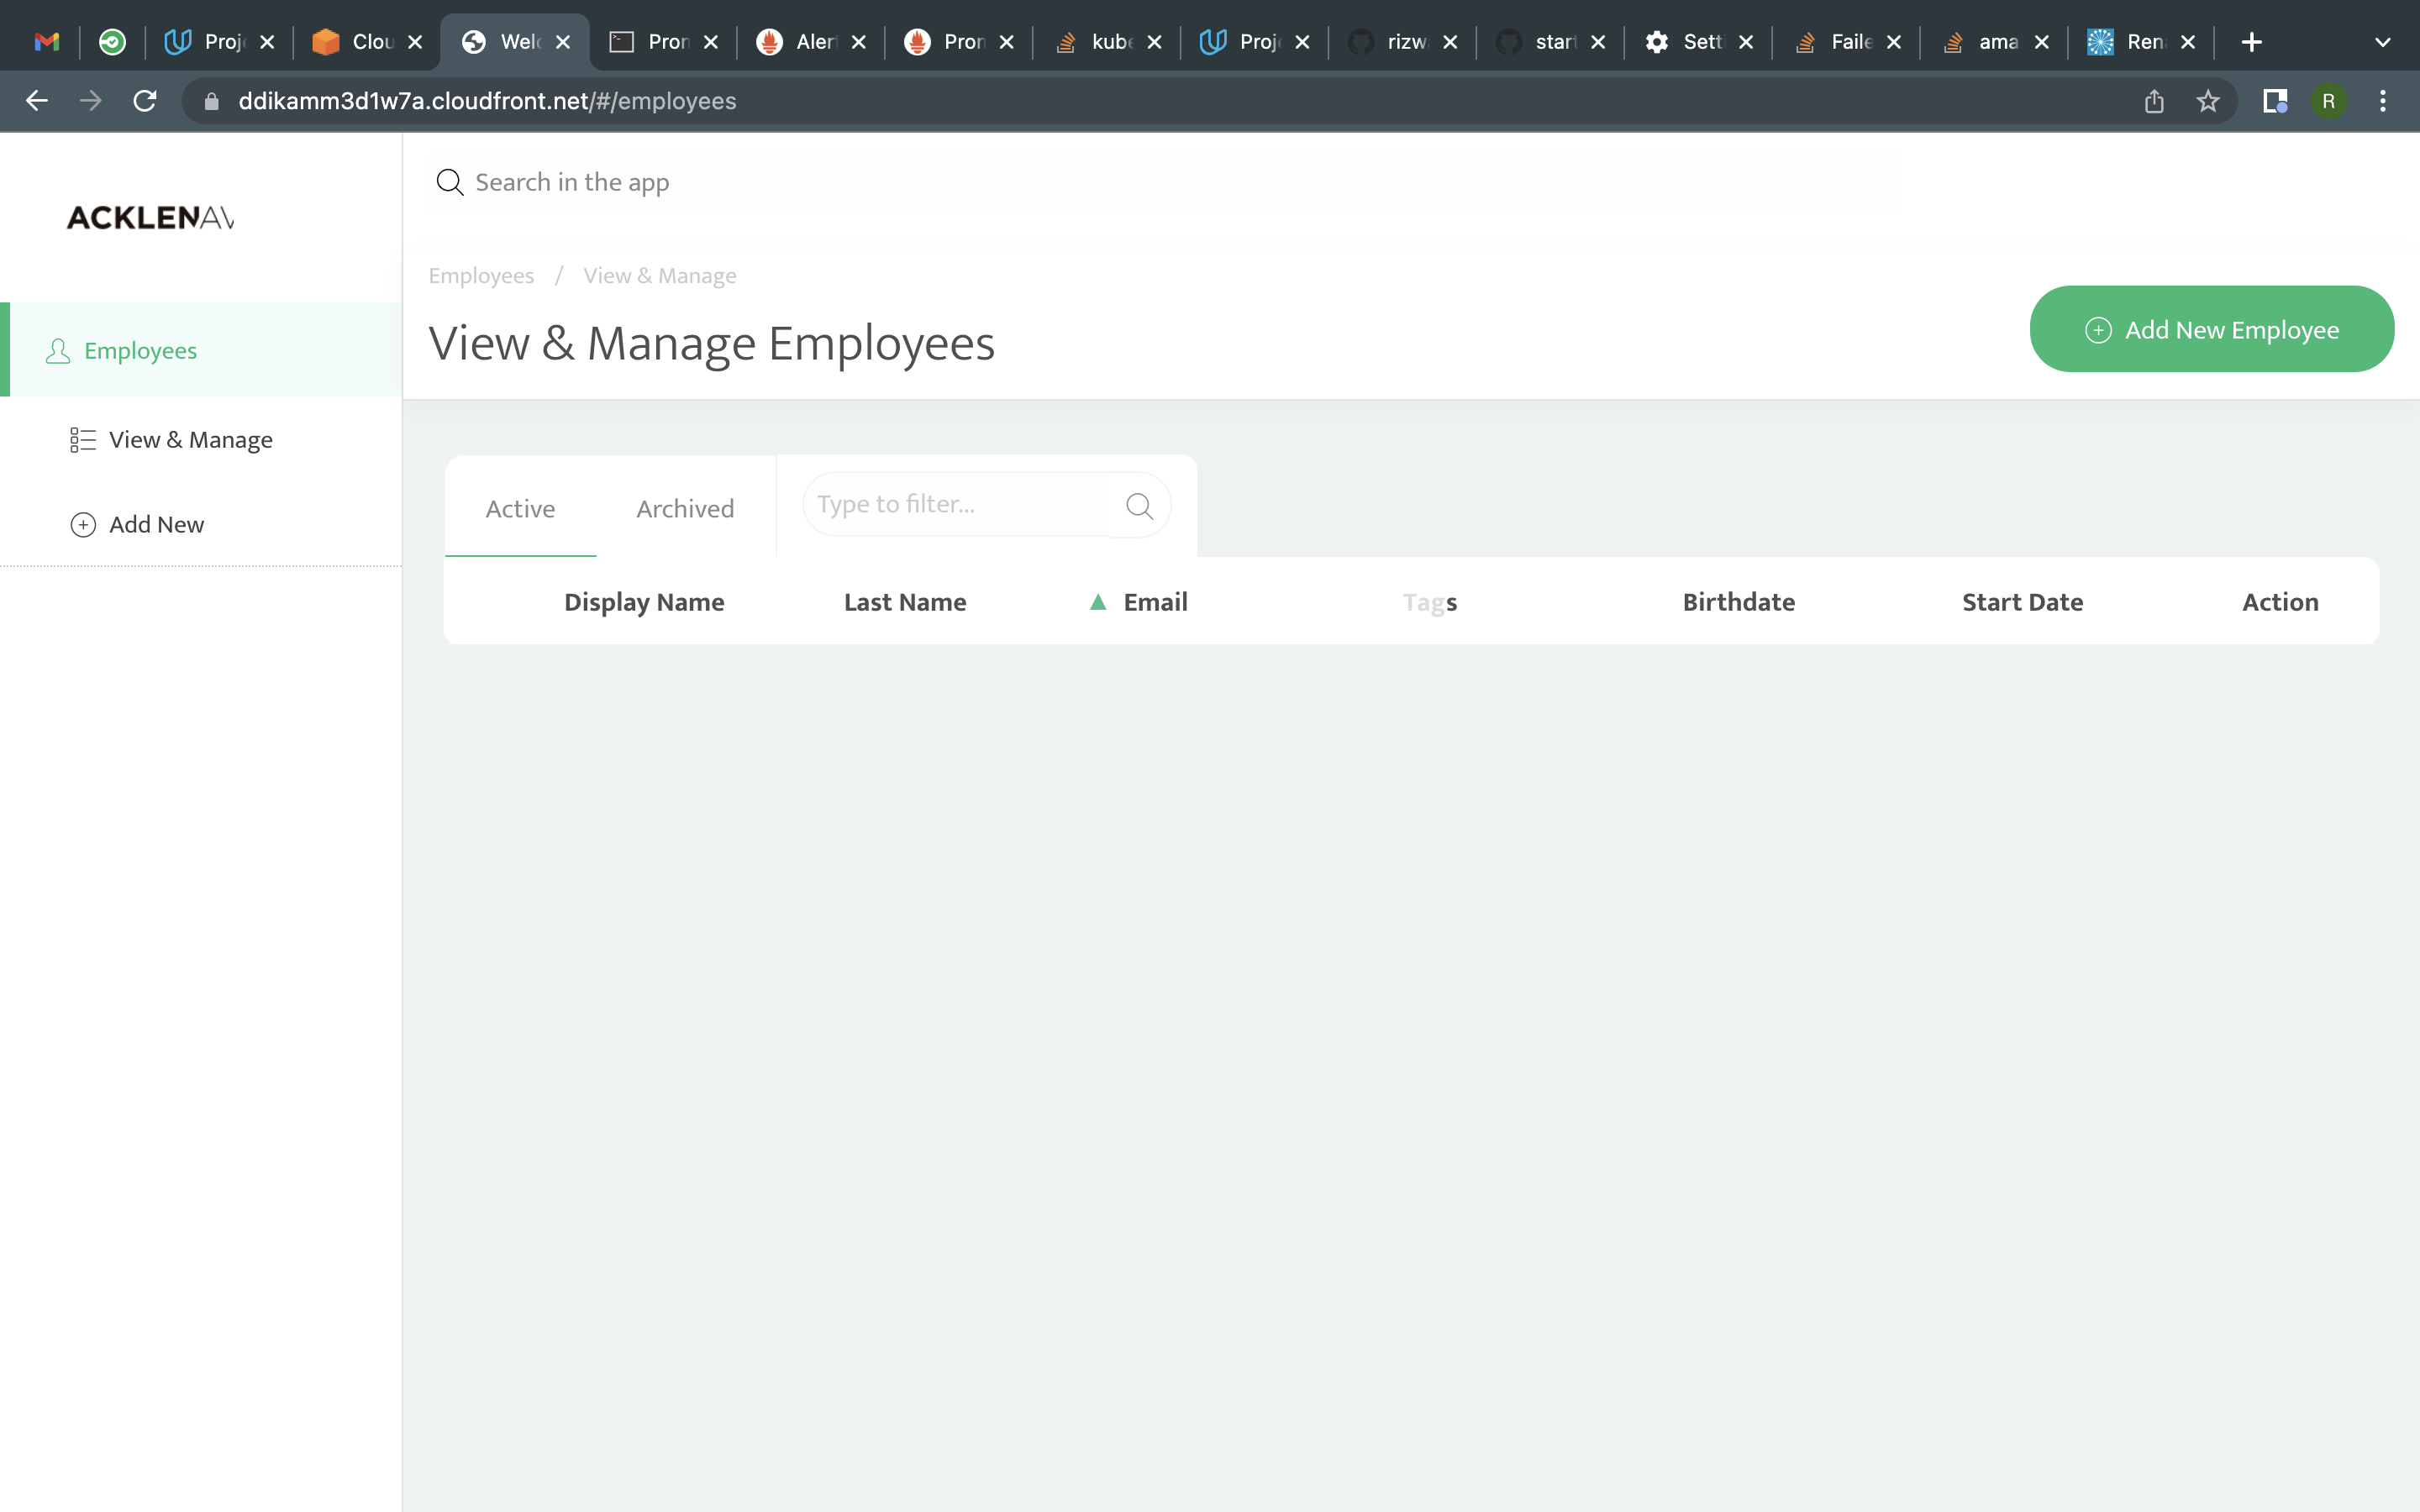 Proj Clou Welc Pron Aler Pron kube Proj rizw start Setti Faile ama Ren
ddikamm3d1w7a.cloudfront.net/#/employees R
Search in the app
ACKLENAV
Employees / View & Manage
View & Manage Employees
Add New Employee
Employees
View & Manage
Add New
Active Archived Type to filter...
Display Name Last Name Email Tags Birthdate Start Date Action